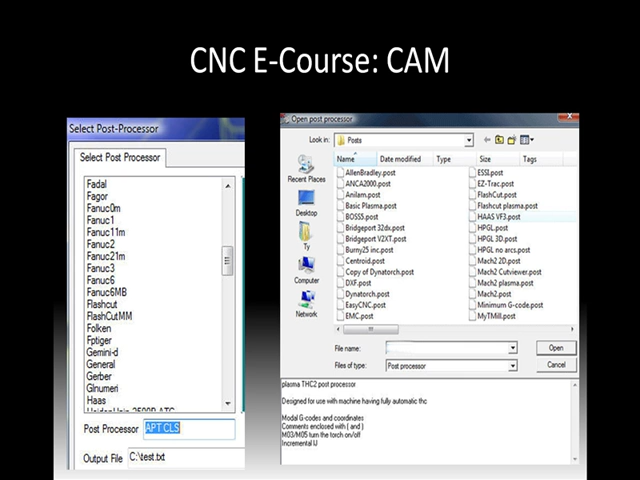 CNC E-Course: CAM
Select Post-Processor
Select Post Processor
Fadal
Fagor
Fanuc0m
Fanuc1
Fanuc11m
Fanuc2
Fanuc21m
Fanuc3
Fanuc6
Fanuc6MB
Flashcut
FlashCutMM
Folken
Fptiger
Gemini-d
General
Gerber
Glnumeri
Haas
Post Processor APT CLS
Output File C:\test.txt
Open post processor
Look in: Posts
Name Date modified Type Size Tags
Recent Places
Desktop
Ty
Computer
Network
AllenBradley.post
ANCA2000.post
Anilam.post
Basic Plasma.post
BOSS5.post
Bridgeport 32dx.post
Bridgeport V2XT.post
Burny25 inc.post
Centroid.post
Copy of Dynatorch.post
DXF.post
Dynatorch.post
EasyCNC.post
EMC.post
ESSI.post
EZ-Trac.post
FlashCut.post
Flashcut plasma.post
HAAS VF3.post
HPGL.post
HPGL 3D.post
HPGL no arcs.post
Mach2 2D.post
Mach2 Cutviewer.post
Mach2 plasma.post
Mach2.post
Minimum G-code.post
MyTMill.post
File name: Open
Files of type: Post processor Cancel
plasma THC2 post processor
Designed for use with machine having fully automatic thc
Modal G-codes and coordinates
Comments enclosed with ( and )
M03/M05 turn the torch on/off
Incremental IJ